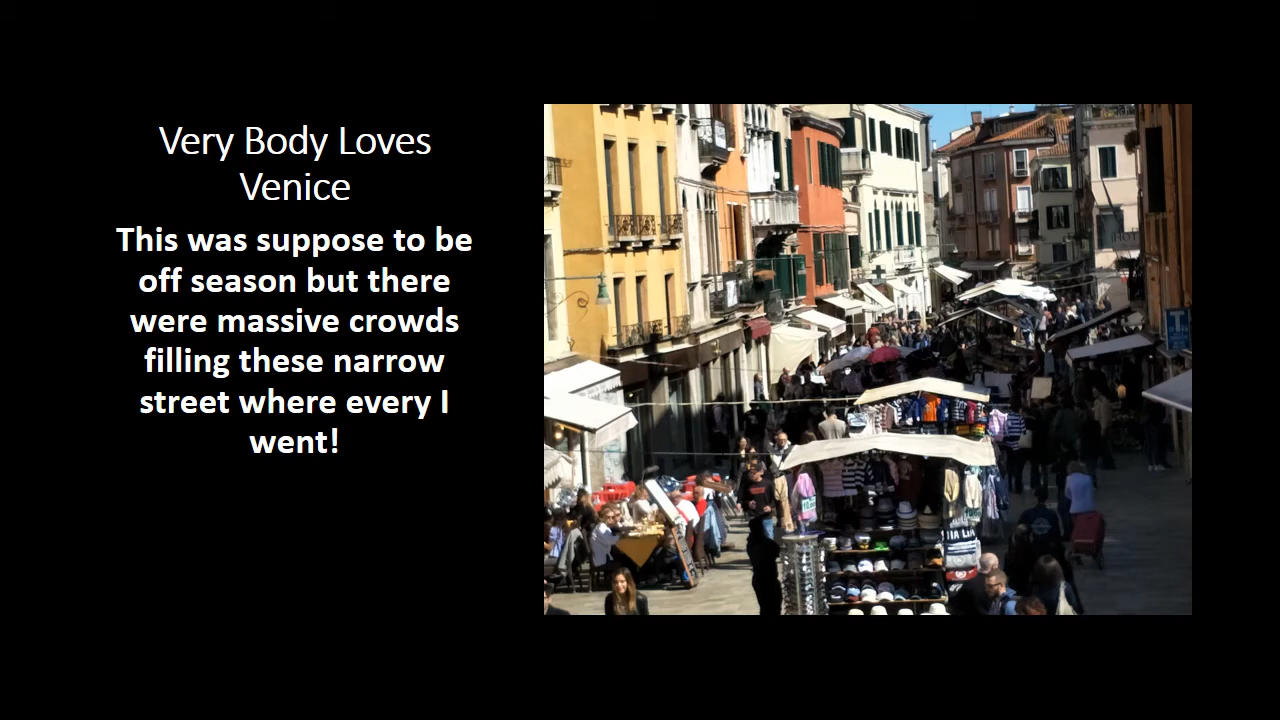 Very Body Loves
Venice
This was suppose to be
off season but there
were massive crowds
filling these narrow
street where every I
went!
HOT
T